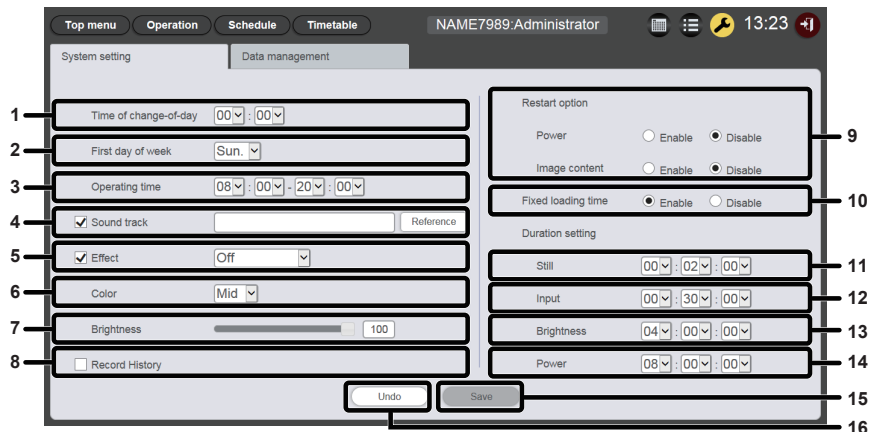 Top menu Operation Schedule Timetable NAME7989:Administrator 13:23
System setting Data management
1 Time of change-of-day 00 : 00
2 First day of week Sun.
3 Operating time 08 : 00 - 20 : 00
4 Sound track Reference
5 Effect Off
6 Color Mid
7 Brightness 100
8 Record History
Restart option
Power Enable Disable 9
Image content Enable Disable
Fixed loading time Enable Disable 10
Duration setting
Still 00 : 02 : 00 11
Input 00 : 30 : 00 12
Brightness 04 : 00 : 00 13
Power 08 : 00 : 00 14
Undo Save 15
16